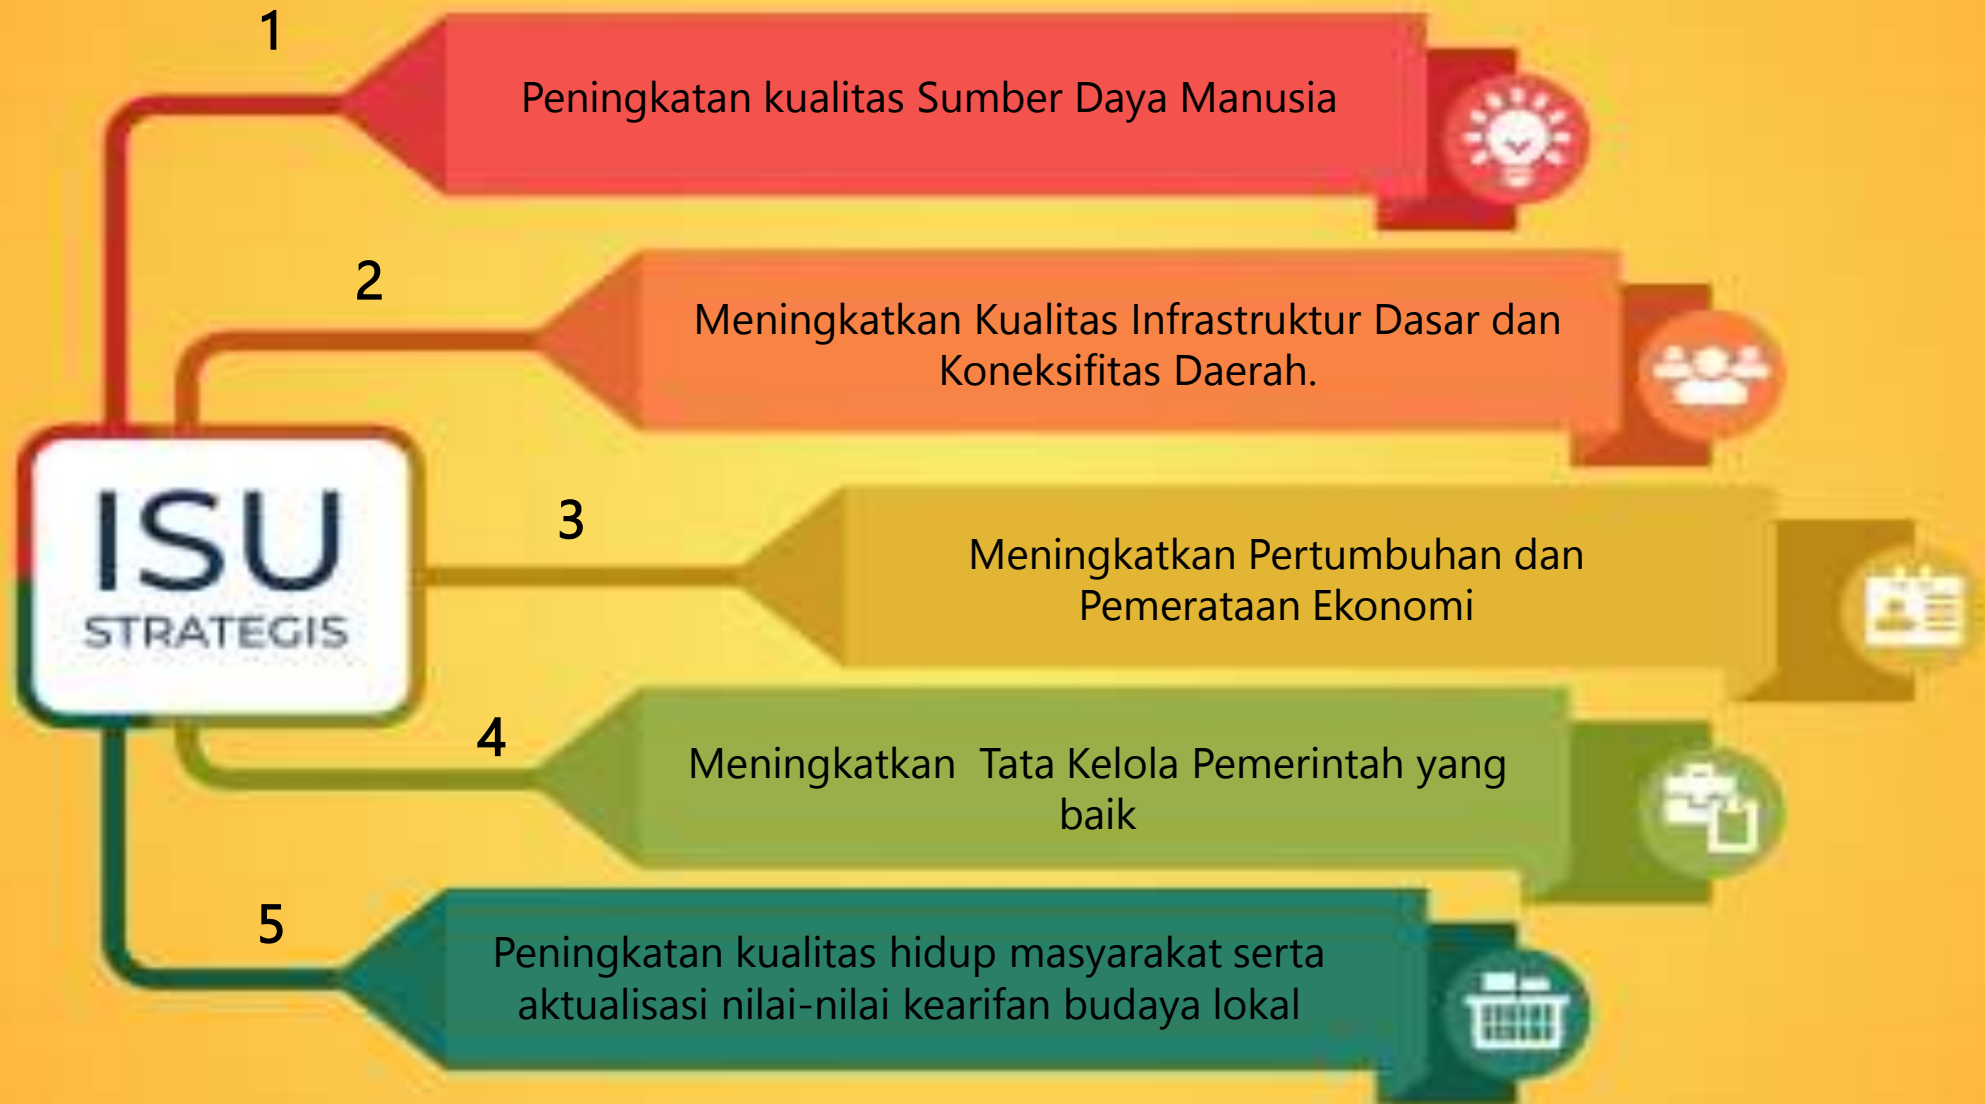 1
Peningkatan kualitas Sumber Daya Manusia
2
Meningkatkan Kualitas Infrastruktur Dasar dan
Koneksifitas Daerah.
ISU
STRATEGIS
3
Meningkatkan Pertumbuhan dan
Pemerataan Ekonomi
4
Meningkatkan  Tata Kelola Pemerintah yang
baik
5
Peningkatan kualitas hidup masyarakat serta
aktualisasi nilai-nilai kearifan budaya lokal